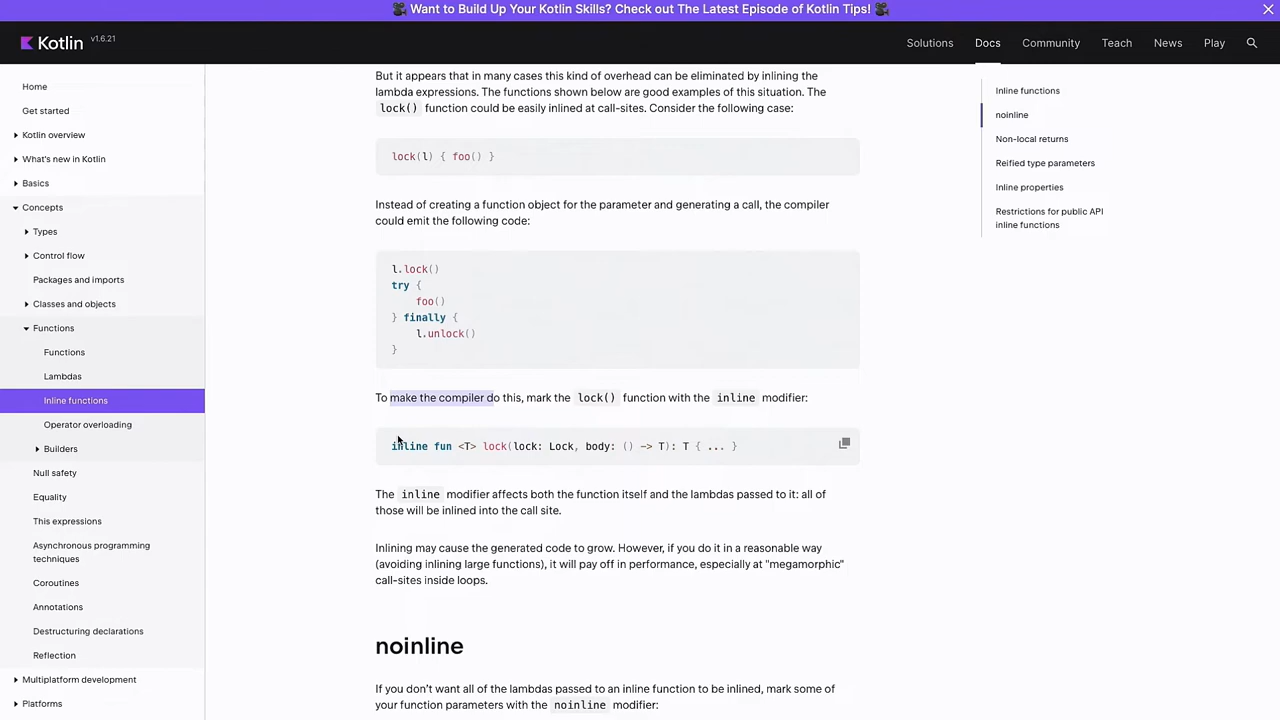 🎥 Want to Build Up Your Kotlin Skills? Check out The Latest Episode of Kotlin Tips! 🎥
Kotlin v1.6.21
Solutions Docs Community Teach News Play
Home
Get started
Kotlin overview
What's new in Kotlin
Basics
Concepts
Types
Control flow
Packages and imports
Classes and objects
Functions
Functions
Lambdas
Inline functions
Operator overloading
Builders
Null safety
Equality
This expressions
Asynchronous programming
techniques
Coroutines
Annotations
Destructuring declarations
Reflection
Multiplatform development
Platforms
But it appears that in many cases this kind of overhead can be eliminated by inlining the
lambda expressions. The functions shown below are good examples of this situation. The
lock() function could be easily inlined at call-sites. Consider the following case:
lock(l) { foo() }
Instead of creating a function object for the parameter and generating a call, the compiler
could emit the following code:
l.lock()
try {
foo()
} finally {
l.unlock()
}
To make the compiler do this, mark the lock() function with the inline modifier:
inline fun <T> lock(lock: Lock, body: () -> T): T { ... }
The inline modifier affects both the function itself and the lambdas passed to it: all of
those will be inlined into the call site.
Inlining may cause the generated code to grow. However, if you do it in a reasonable way
(avoiding inlining large functions), it will pay off in performance, especially at "megamorphic"
call-sites inside loops.
noinline
If you don't want all of the lambdas passed to an inline function to be inlined, mark some of
your function parameters with the noinline modifier:
Inline functions
noinline
Non-local returns
Reified type parameters
Inline properties
Restrictions for public API
inline functions